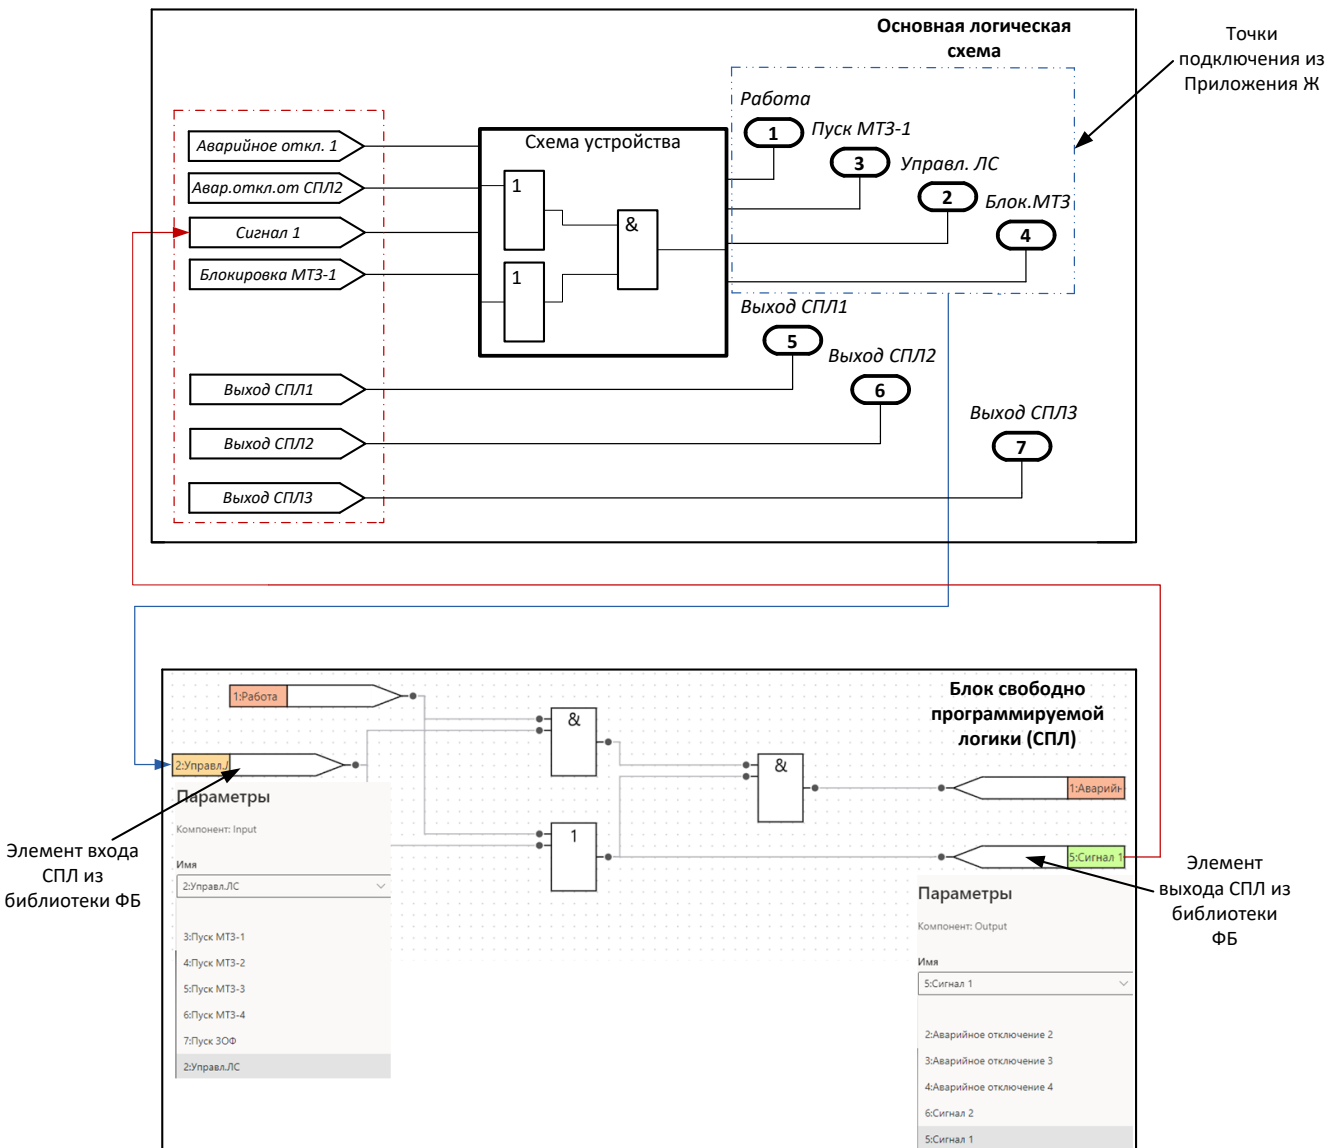 Основная логическая
схема
Точки
подключения из
Приложения Ж
Работа
1
Пуск МТЗ-1
3
Управл. ЛС
2
Блок.МТЗ
4
Аварийное откл. 1
Авар.откл.от СПЛ2
Сигнал 1
Блокировка МТЗ-1
Схема устройства
1
&
1
Выход СПЛ1
5
Выход СПЛ2
6
Выход СПЛ3
7
Выход СПЛ1
Выход СПЛ2
Выход СПЛ3
Блок свободно
программируемой
логики (СПЛ)
1:Работа
&
2:Управл.Л
&
1:Аварийн
1
5:Сигнал 1
Параметры
Компонент: Input
Имя
2:Управл.ЛС
3:Пуск МТЗ-1
4:Пуск МТЗ-2
5:Пуск МТЗ-3
6:Пуск МТЗ-4
7:Пуск ЗОФ
2:Управл.ЛС
Элемент входа
СПЛ из
библиотеки ФБ
Элемент
выхода СПЛ из
библиотеки
ФБ
Параметры
Компонент: Output
Имя
5:Сигнал 1
2:Аварийное отключение 2
3:Аварийное отключение 3
4:Аварийное отключение 4
6:Сигнал 2
5:Сигнал 1